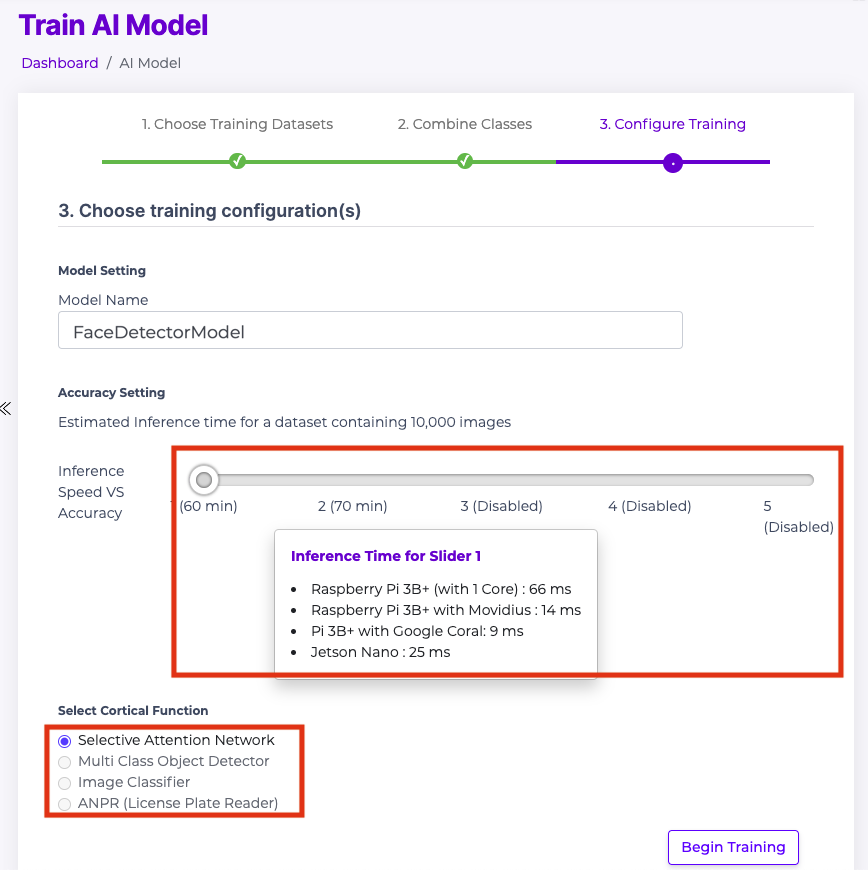 Train AI Model
Dashboard / AI Model
1. Choose Training Datasets 2. Combine Classes 3. Configure Training
3. Choose training configuration(s)
Model Setting
Model Name
FaceDetectorModel
Accuracy Setting
Estimated Inference time for a dataset containing 10,000 images
Inference
Speed VS
Accuracy
1 (60 min) 2 (70 min) 3 (Disabled) 4 (Disabled) 5
(Disabled)
Inference Time for Slider 1
• Raspberry Pi 3B+ (with 1 Core) : 66 ms
• Raspberry Pi 3B+ with Movidius : 14 ms
• Pi 3B+ with Google Coral: 9 ms
• Jetson Nano : 25 ms
Select Cortical Function
Selective Attention Network
Multi Class Object Detector
Image Classifier
ANPR (License Plate Reader)
Begin Training